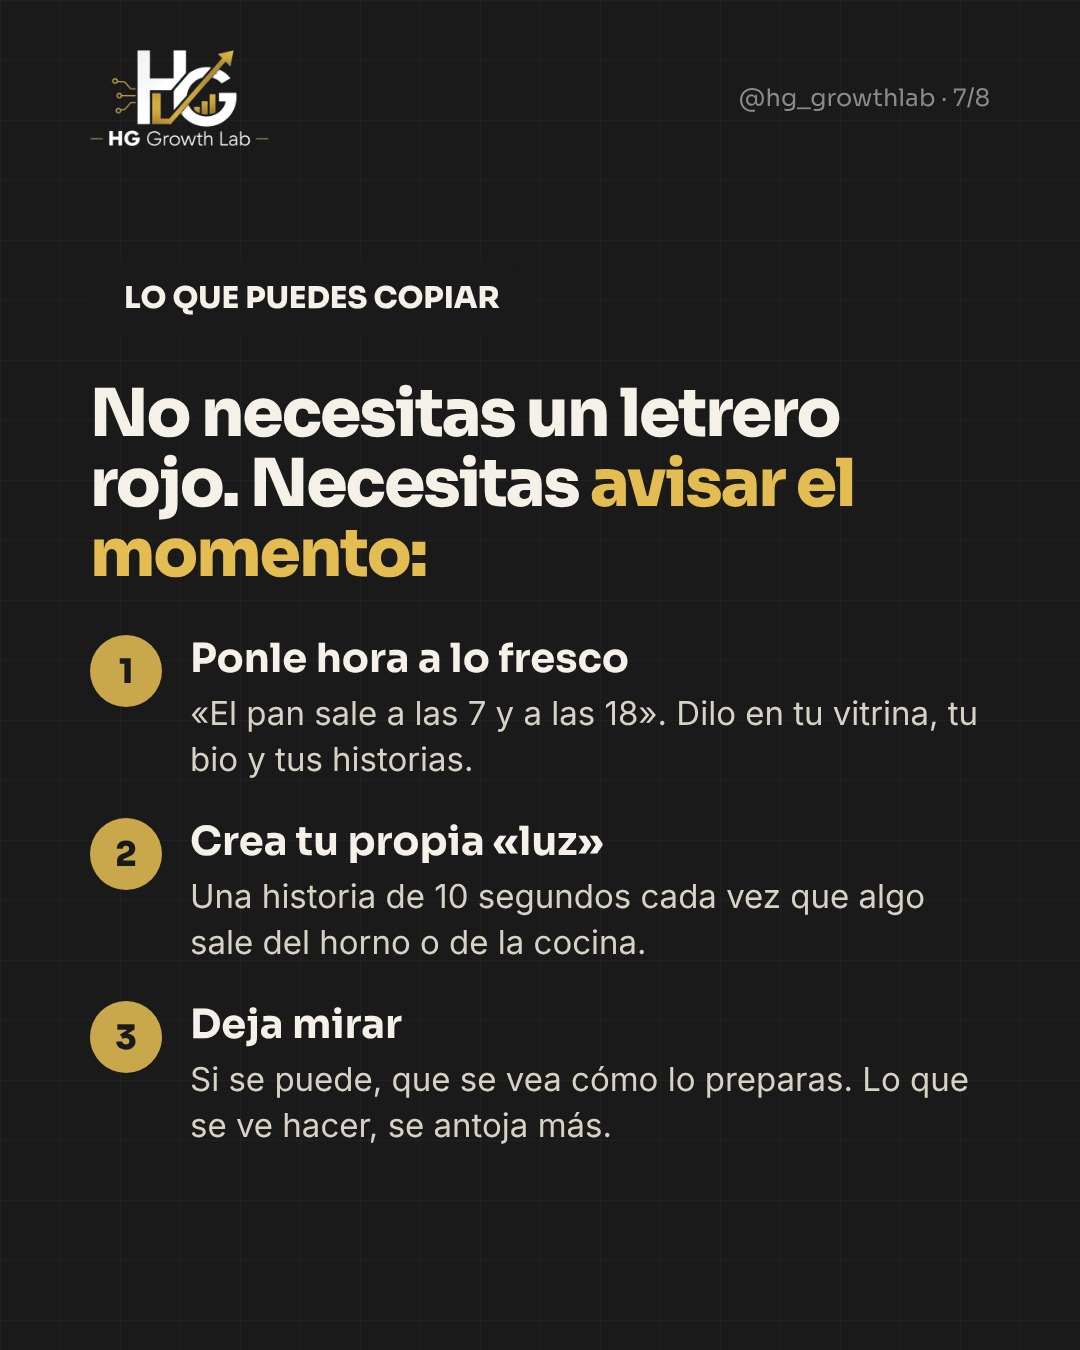 HG
HG Growth Lab
@hg_growthlab · 7/8
LO QUE PUEDES COPIAR
No necesitas un letrero
rojo. Necesitas avisar el
momento:
1
Ponle hora a lo fresco
«El pan sale a las 7 y a las 18». Dilo en tu vitrina, tu
bio y tus historias.
2
Crea tu propia «luz»
Una historia de 10 segundos cada vez que algo
sale del horno o de la cocina.
3
Deja mirar
Si se puede, que se vea cómo lo preparas. Lo que
se ve hacer, se antoja más.